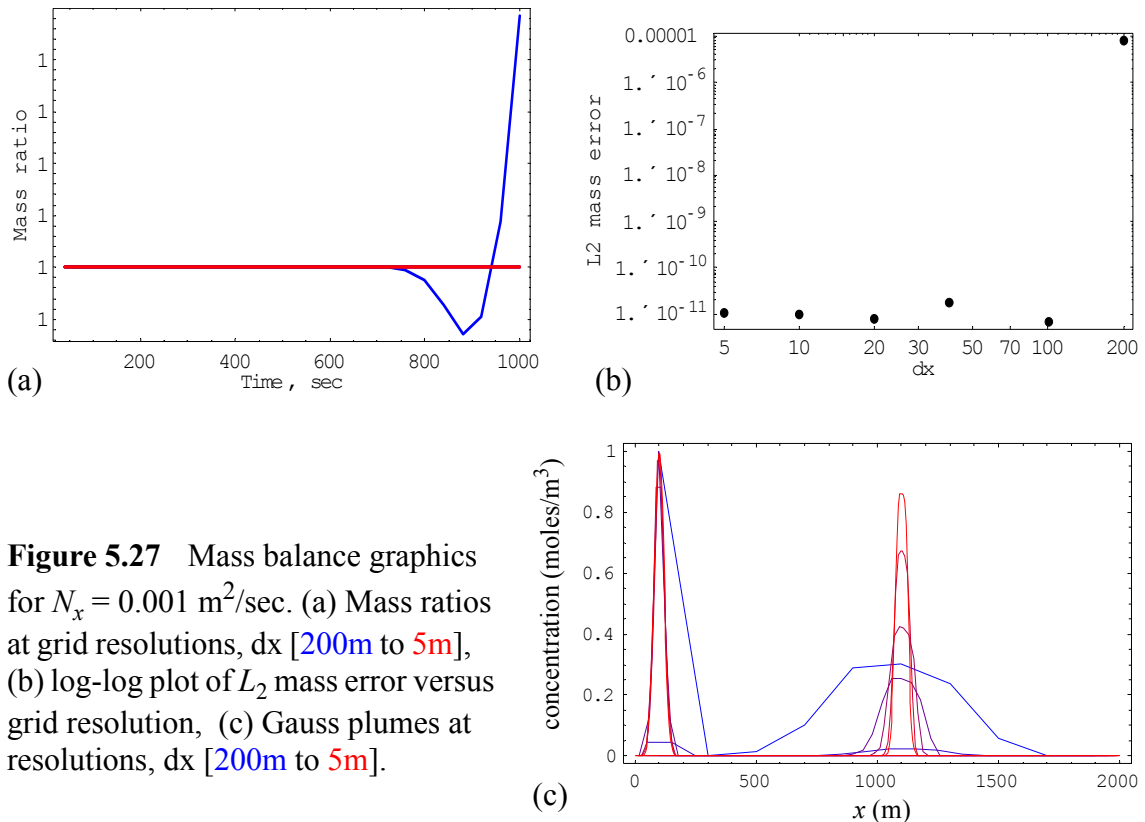 1
1
1
1
1
1
Mass ratio
200
400
600
800
1000
Time, sec
(a)
0.00001
1.´10⁻⁶
1.´10⁻⁷
1.´10⁻⁸
1.´10⁻⁹
1.´10⁻¹⁰
1.´10⁻¹¹
L2 mass error
5
10
20
30
50
70
100
200
dx
(b)
Figure 5.27 Mass balance graphics
for Nₓ = 0.001 m²/sec. (a) Mass ratios
at grid resolutions, dx [200m to 5m],
(b) log-log plot of L₂ mass error versus
grid resolution, (c) Gauss plumes at
resolutions, dx [200m to 5m].
1
0.8
0.6
0.4
0.2
0
concentration (moles/m³)
0
500
1000
1500
2000
x (m)
(c)